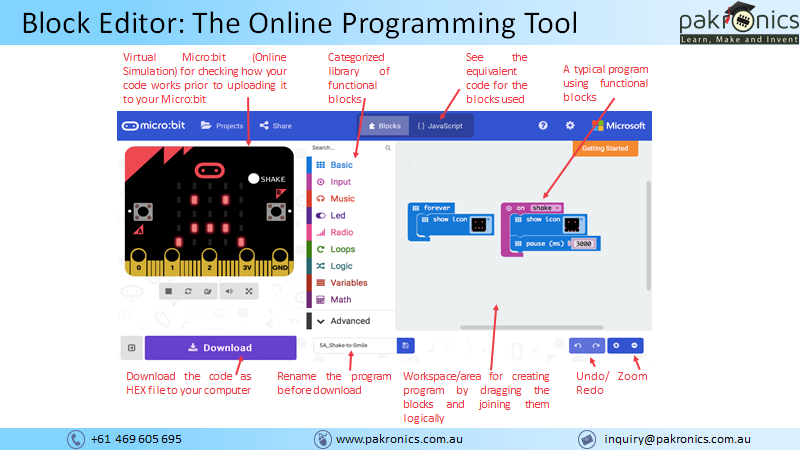 Block Editor: The Online Programming Tool
pakronics
Learn, Make and Invent
Virtual Micro:bit (Online
Simulation) for checking how your
code works prior to uploading it
to your Micro:bit
Categorized
library of
functional
blocks
See the
equivalent
code for the
blocks used
A typical program
using functional
blocks
micro:bit
Projects
Share
Blocks
{ } JavaScript
?
Microsoft
Getting Started
SHAKE
B
A
0
1
2
3V
GND
Search...
Basic
Input
Music
Led
Radio
Loops
Logic
Variables
Math
Advanced
forever
show icon
on shake
show icon
pause (ms) 3000
Download
5A_Shake-to-Smile
Download the code as
HEX file to your computer
Rename the program
before download
Workspace/area for creating
program by dragging the
blocks and joining them
logically
Undo/
Redo
Zoom
+61 469 605 695
www.pakronics.com.au
inquiry@pakronics.com.au